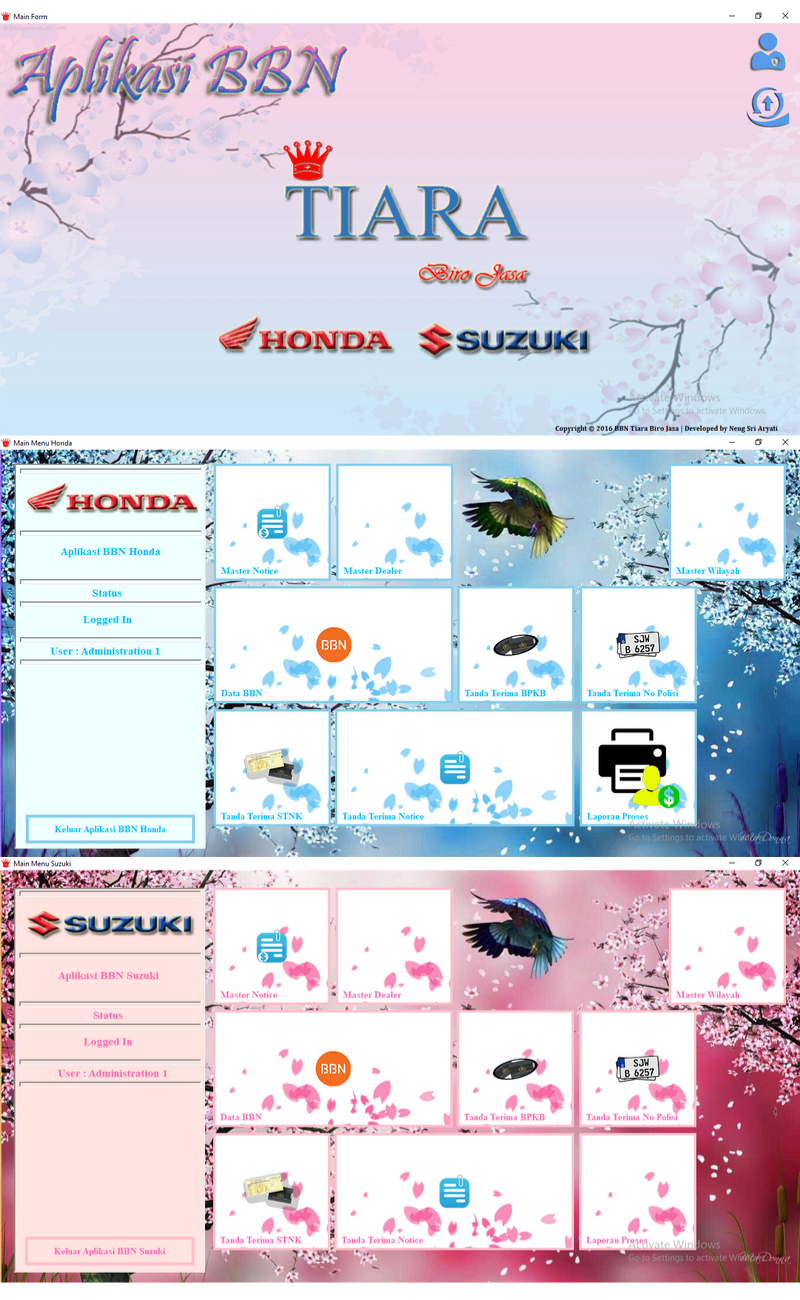 Main Form
Aplikasi BBN
TIARA
Biro Jasa
HONDA
SUZUKI
Activate Windows
Go to Settings to activate Windows.
Copyright © 2016 BBN Tiara Biro Jasa | Developed by Neng Sri Aryati
Main Menu Honda
HONDA
Aplikasi BBN Honda
Status
Logged In
User : Administration 1
Keluar Aplikasi BBN Honda
Master Notice
Master Dealer
Master Wilayah
BBN
Data BBN
Tanda Terima BPKB
SJW
B 6257
Tanda Terima No Polisi
Tanda Terima STNK
Tanda Terima Notice
Laporan Proses
Activate Windows
Go to Settings to activate Windows.
Main Menu Suzuki
SUZUKI
Aplikasi BBN Suzuki
Status
Logged In
User : Administration 1
Keluar Aplikasi BBN Suzuki
Master Notice
Master Dealer
Master Wilayah
BBN
Data BBN
Tanda Terima BPKB
SJW
B 6257
Tanda Terima No Polisi
Tanda Terima STNK
Tanda Terima Notice
Laporan Proses
Activate Windows
Go to Settings to activate Windows.